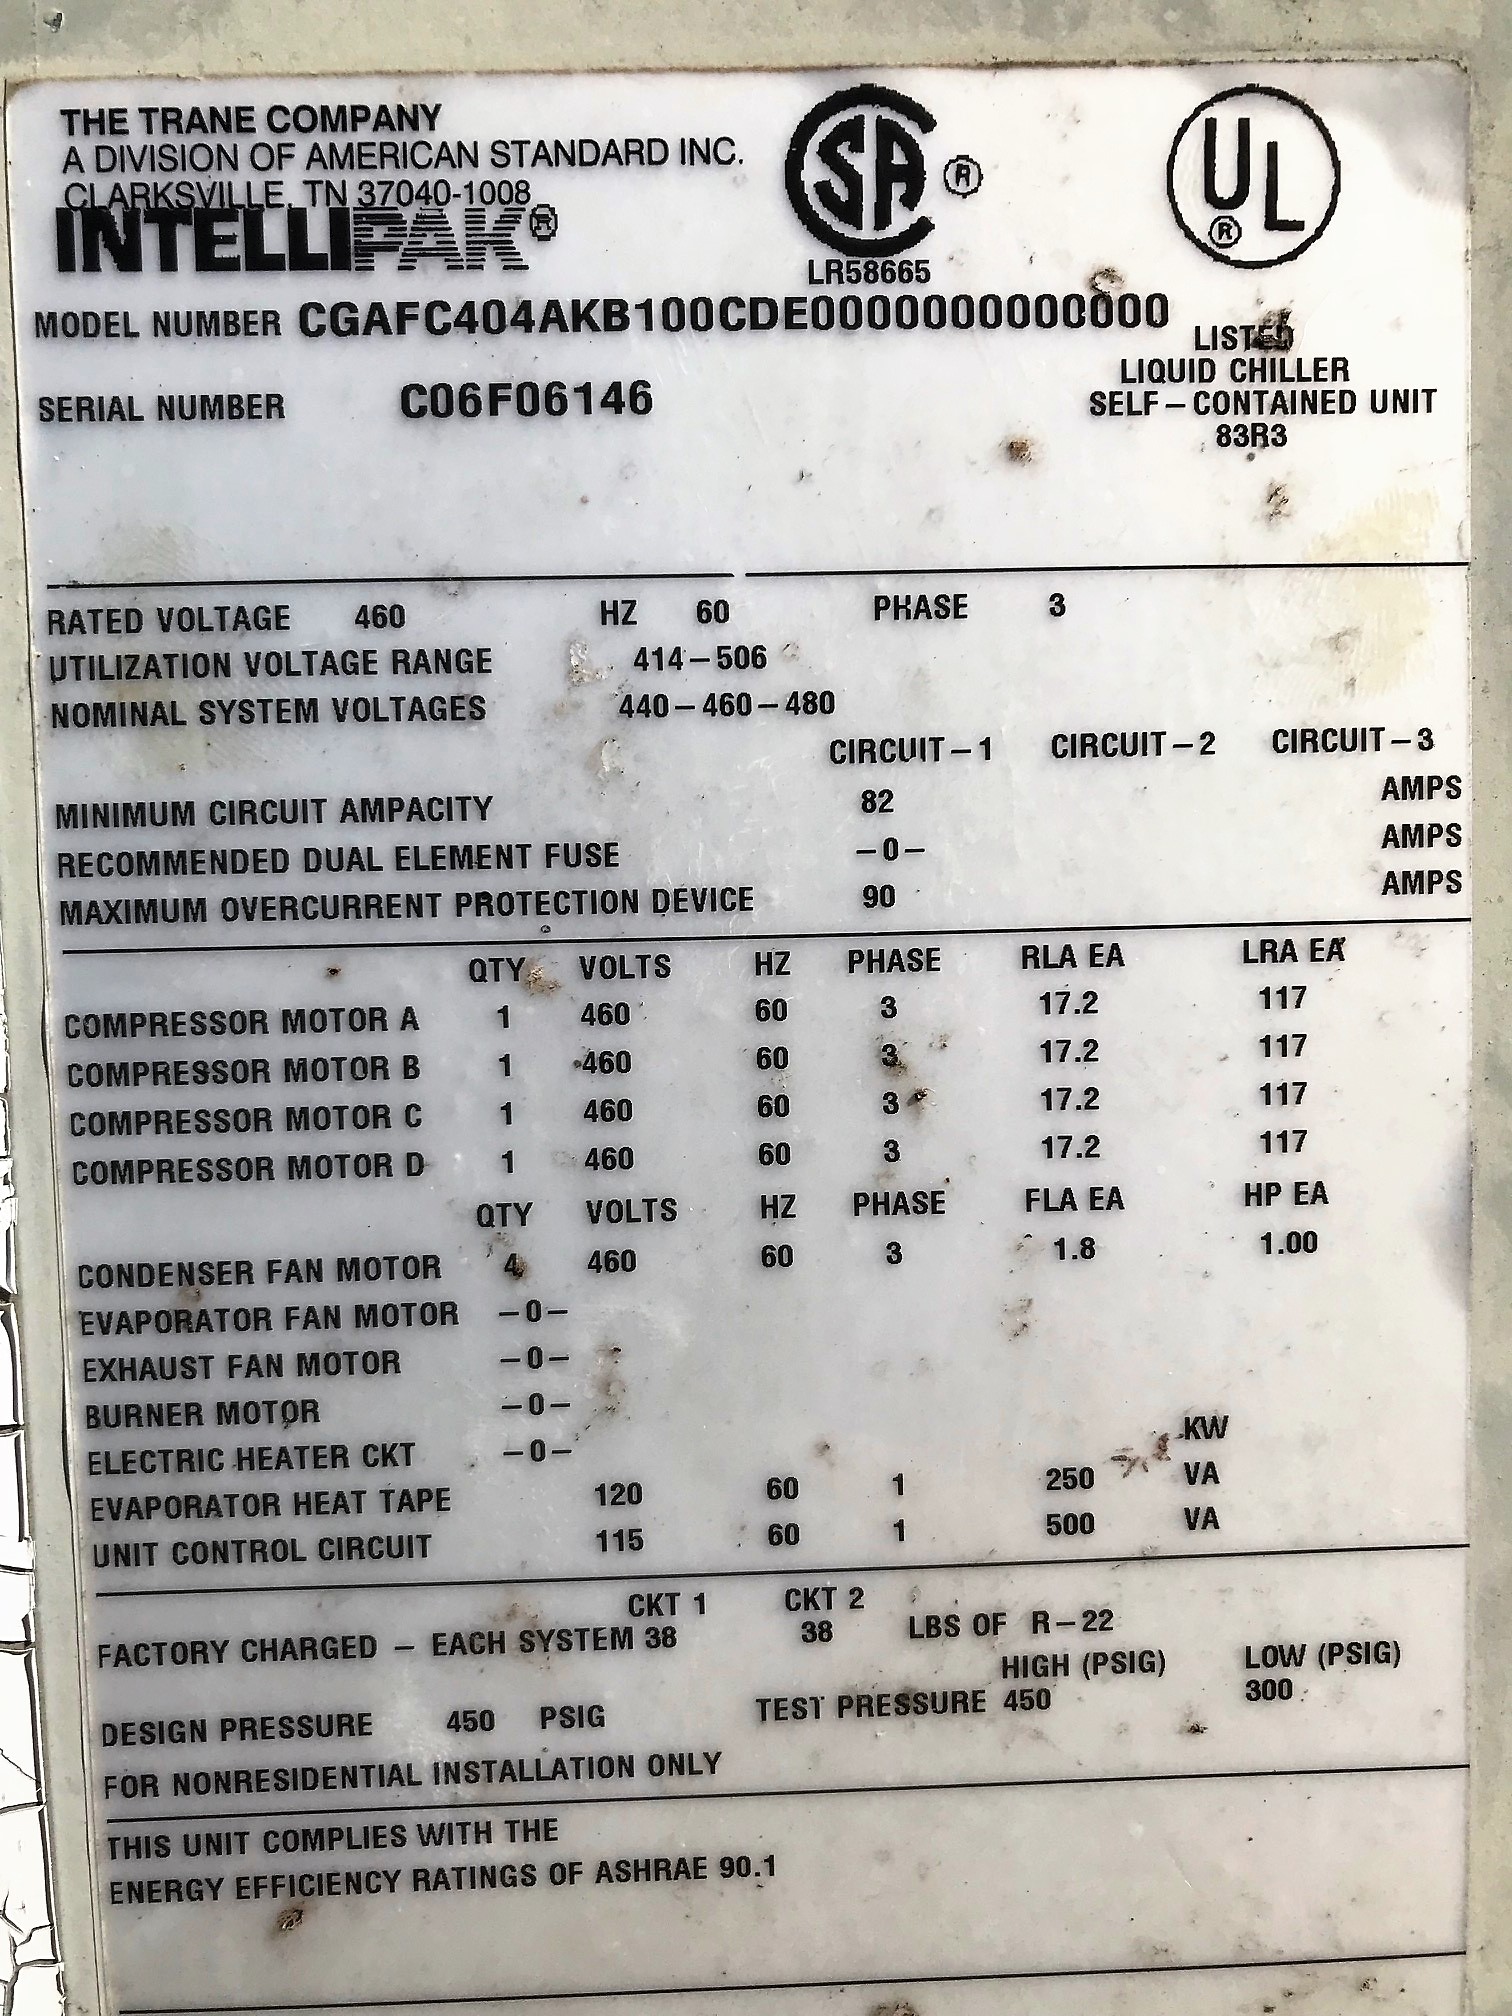 THE TRANE COMPANY
A DIVISION OF AMERICAN STANDARD INC.
CLARKSVILLE, TN 37040-1008
INTELLIPAK®
SA ®
LR58665
UL ®
MODEL NUMBER CGAFC404AKB100CDE0000000000000
LISTED
LIQUID CHILLER
SELF-CONTAINED UNIT
83R3
SERIAL NUMBER C06F06146
RATED VOLTAGE 460 HZ 60 PHASE 3
UTILIZATION VOLTAGE RANGE 414-506
NOMINAL SYSTEM VOLTAGES 440-460-480
CIRCUIT-1 CIRCUIT-2 CIRCUIT-3
MINIMUM CIRCUIT AMPACITY 82 AMPS
RECOMMENDED DUAL ELEMENT FUSE -0- AMPS
MAXIMUM OVERCURRENT PROTECTION DEVICE 90 AMPS
QTY VOLTS HZ PHASE RLA EA LRA EA
COMPRESSOR MOTOR A 1 460 60 3 17.2 117
COMPRESSOR MOTOR B 1 460 60 3 17.2 117
COMPRESSOR MOTOR C 1 460 60 3 17.2 117
COMPRESSOR MOTOR D 1 460 60 3 17.2 117
QTY VOLTS HZ PHASE FLA EA HP EA
CONDENSER FAN MOTOR 4 460 60 3 1.8 1.00
EVAPORATOR FAN MOTOR -0-
EXHAUST FAN MOTOR -0-
BURNER MOTOR -0-
ELECTRIC HEATER CKT -0- KW
EVAPORATOR HEAT TAPE 120 60 1 250 VA
UNIT CONTROL CIRCUIT 115 60 1 500 VA
CKT 1 CKT 2
FACTORY CHARGED - EACH SYSTEM 38 38 LBS OF R-22
HIGH (PSIG) LOW (PSIG)
DESIGN PRESSURE 450 PSIG TEST PRESSURE 450 300
FOR NONRESIDENTIAL INSTALLATION ONLY
THIS UNIT COMPLIES WITH THE
ENERGY EFFICIENCY RATINGS OF ASHRAE 90.1